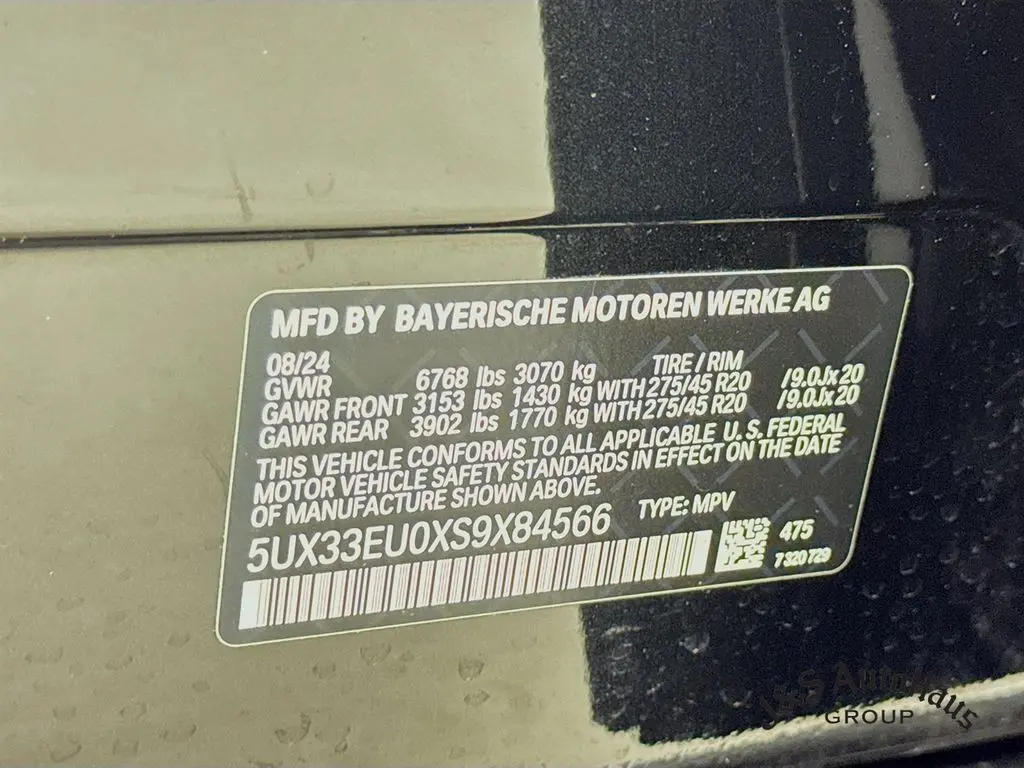 MFD BY BAYERISCHE MOTOREN WERKE AG
08/24 TIRE / RIM
GVWR 6768 lbs 3070 kg
GAWR FRONT 3153 lbs 1430 kg WITH 275/45 R20 /9.0Jx20
GAWR REAR 3902 lbs 1770 kg WITH 275/45 R20 /9.0Jx20
THIS VEHICLE CONFORMS TO ALL APPLICABLE U. S. FEDERAL
MOTOR VEHICLE SAFETY STANDARDS IN EFFECT ON THE DATE
OF MANUFACTURE SHOWN ABOVE.
5UX33EU0XS9X84566 TYPE: MPV
475
7 320 729
Autohaus
GROUP